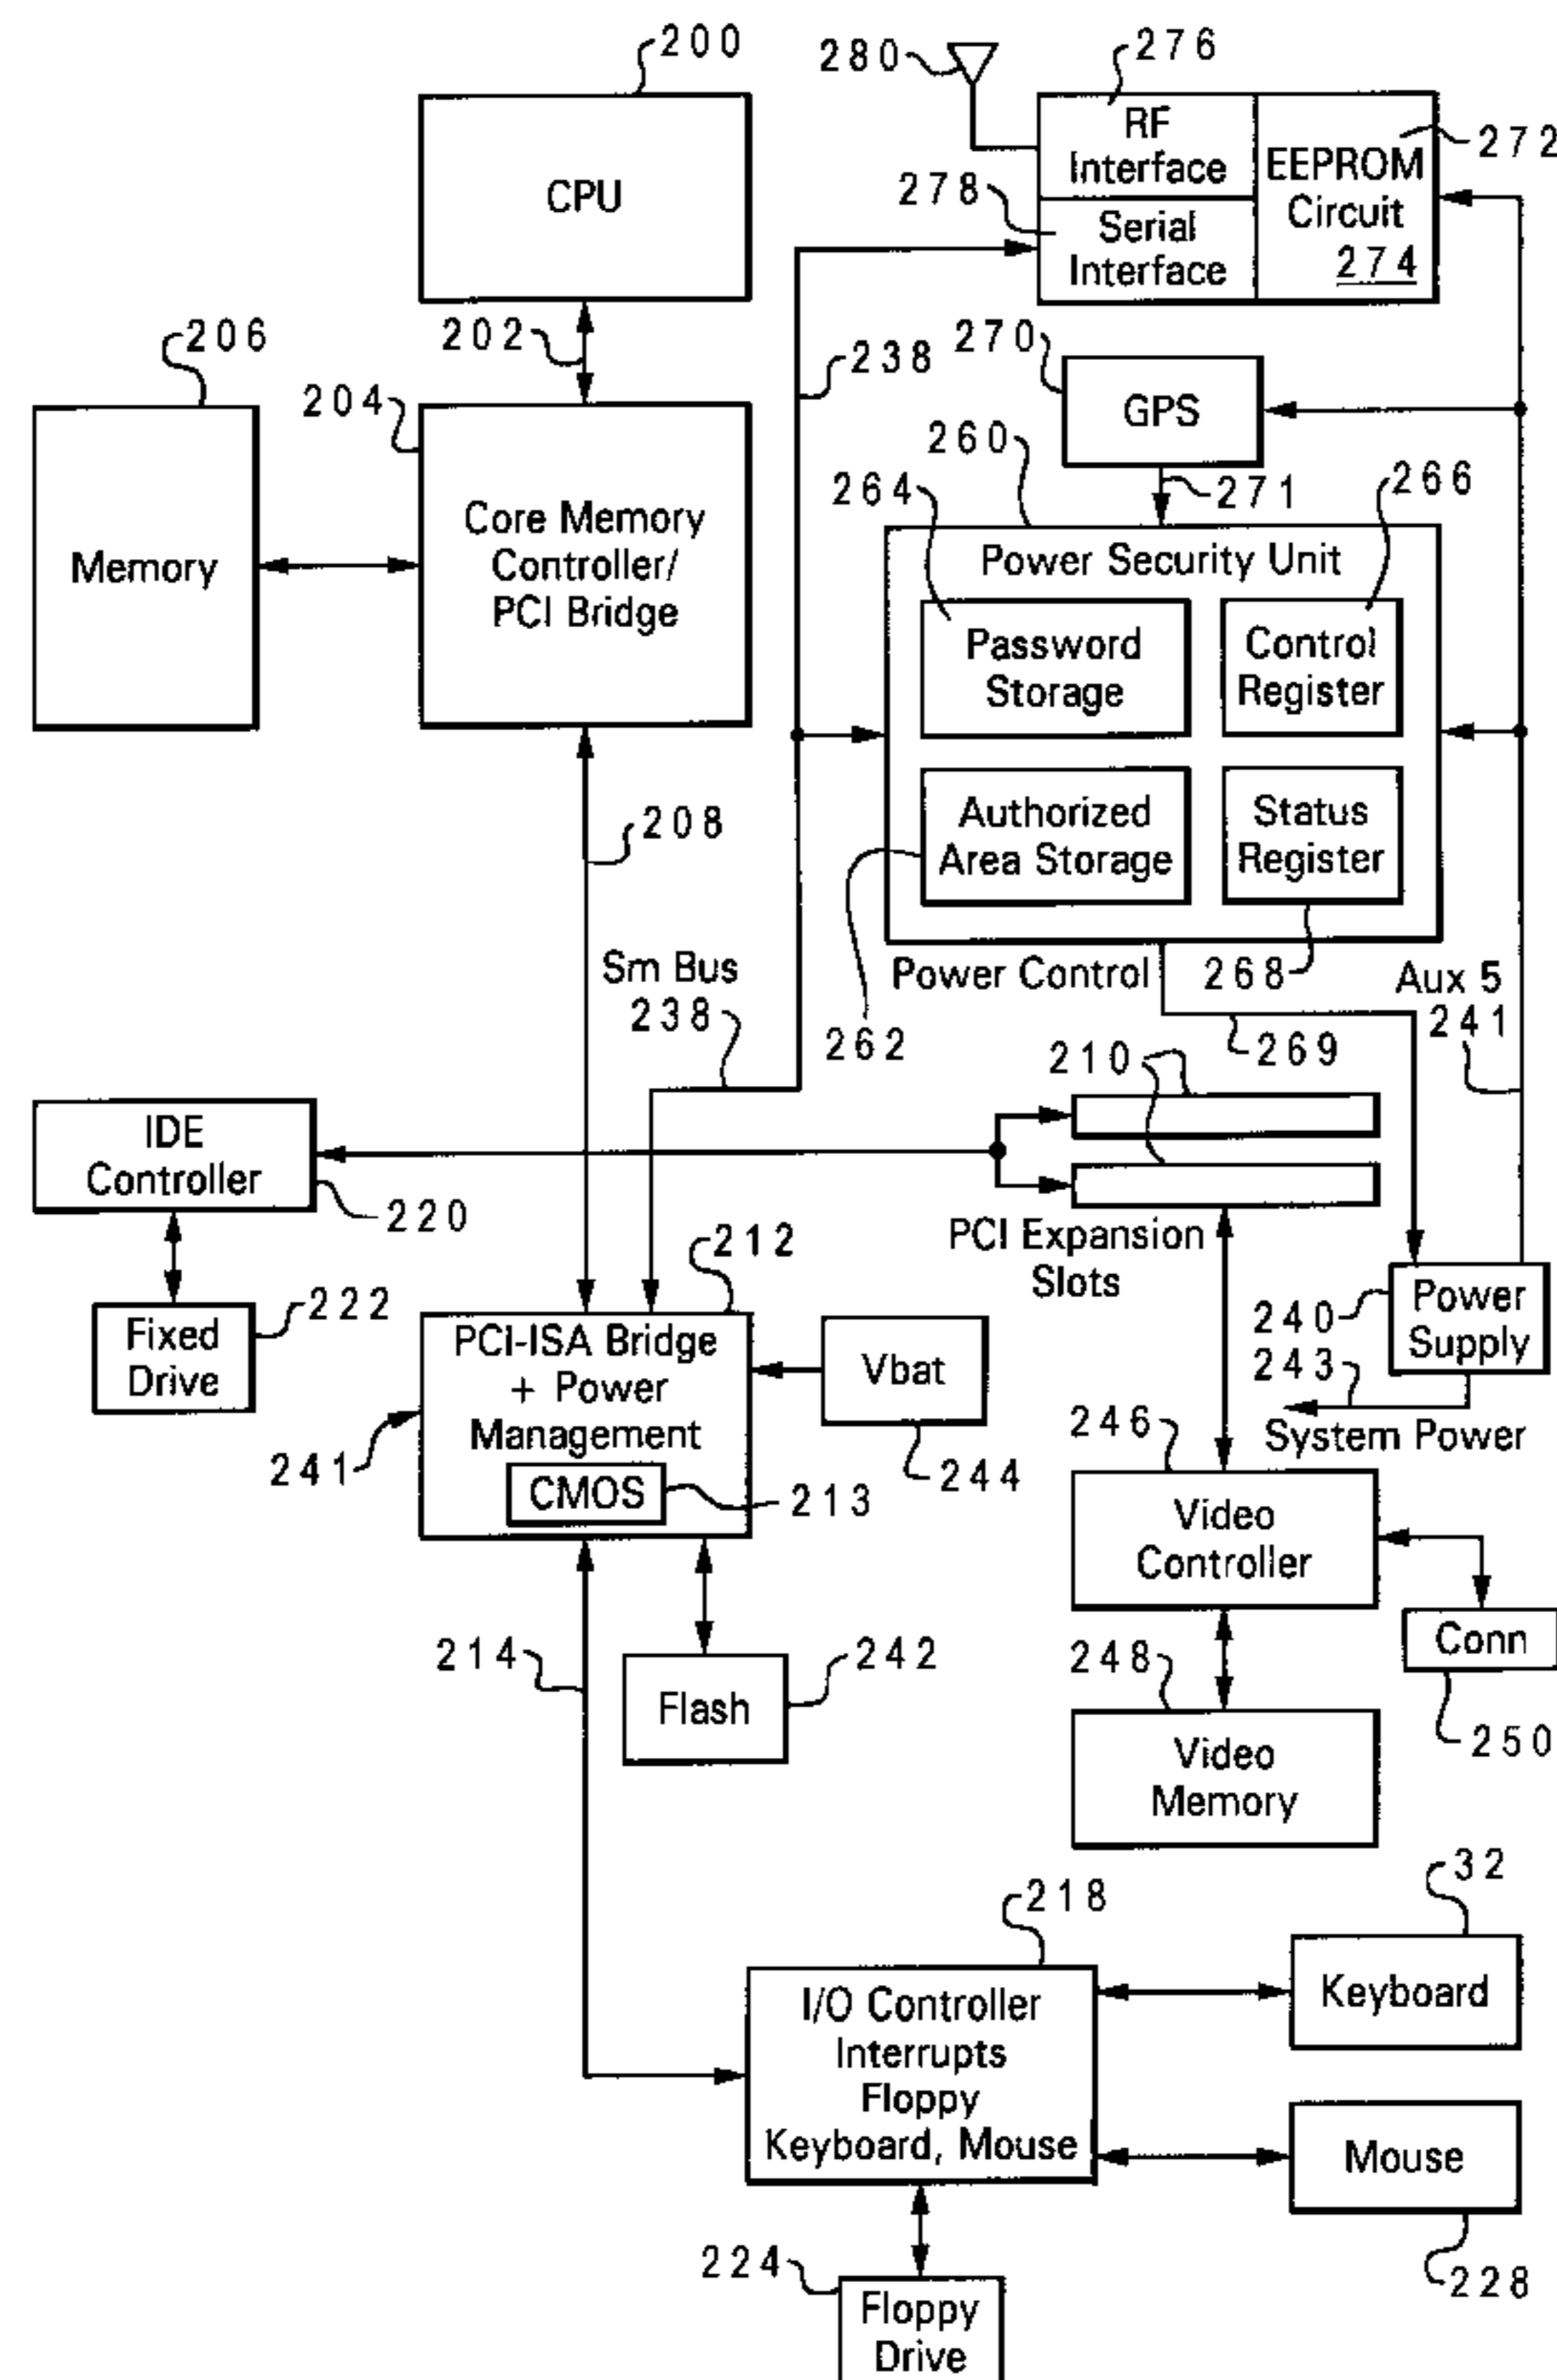 200
280
276
CPU
RF
Interface
EEPROM
Circuit
274
272
278
Serial
Interface
202
206
204
238
270
GPS
271
Memory
Core Memory
Controller/
PCI Bridge
260
264
266
Power Security Unit
Password
Storage
Control
Register
Authorized
Area Storage
Status
Register
208
Sm Bus
238
Power Control
262
268
269
Aux 5
241
210
IDE
Controller
220
PCI Expansion
Slots
212
Fixed
Drive
222
PCI-ISA Bridge
+ Power
Management
CMOS
213
241
Vbat
244
240
Power
Supply
243
System Power
246
Video
Controller
Conn
250
214
Flash
242
248
Video
Memory
218
32
I/O Controller
Interrupts
Floppy
Keyboard, Mouse
Keyboard
Mouse
228
224
Floppy
Drive